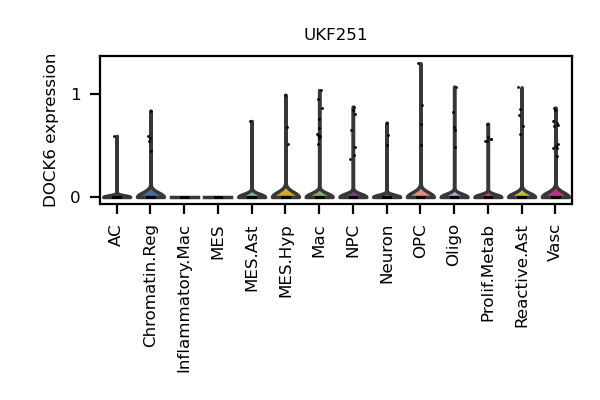 UKF251
DOCK6 expression
1
0
AC
Chromatin.Reg
Inflammatory.Mac
MES
MES.Ast
MES.Hyp
Mac
NPC
Neuron
OPC
Oligo
Prolif.Metab
Reactive.Ast
Vasc